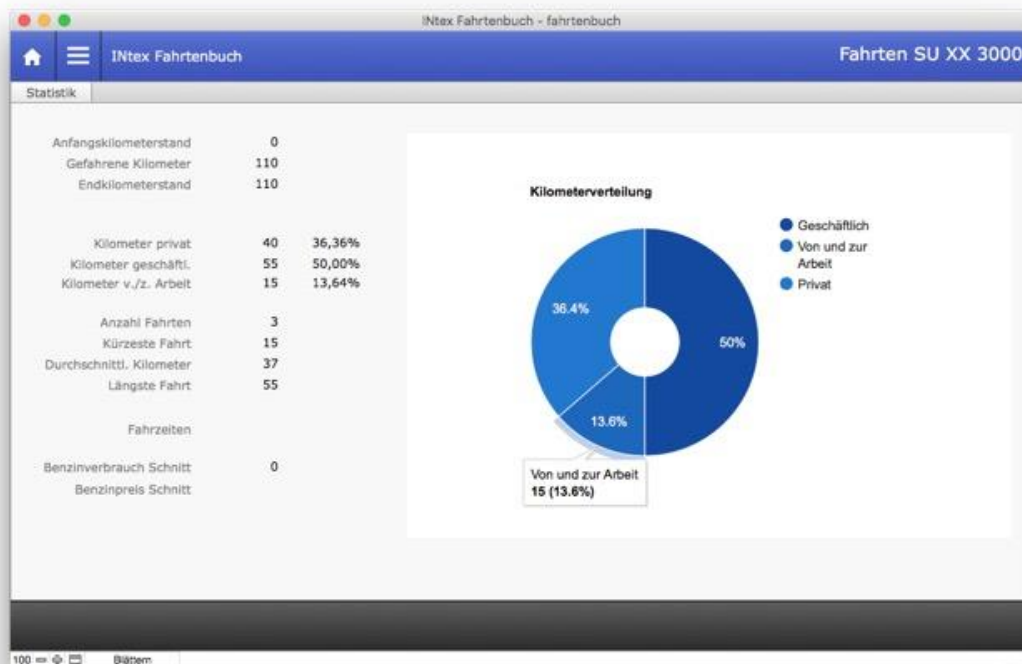 INtex Fahrtenbuch - fahrtenbuch
INtex Fahrtenbuch
Fahrten SU XX 3000
Statistik
Anfangskilometerstand 0
Gefahrene Kilometer 110
Endkilometerstand 110
Kilometer privat 40 36,36%
Kilometer geschäftl. 55 50,00%
Kilometer v./z. Arbeit 15 13,64%
Anzahl Fahrten 3
Kürzeste Fahrt 15
Durchschnittl. Kilometer 37
Längste Fahrt 55
Fahrzeiten
Benzinverbrauch Schnitt 0
Benzinpreis Schnitt
Kilometerverteilung
Geschäftlich
Von und zur
Arbeit
Privat
36.4%
50%
13.6%
Von und zur Arbeit
15 (13.6%)
100
Blättern